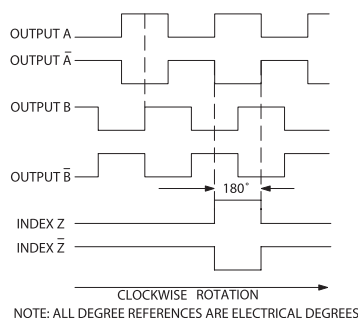 OUTPUT A
OUTPUT A̅
OUTPUT B
OUTPUT B̅
180°
INDEX Z
INDEX Z̅
CLOCKWISE ROTATION
NOTE: ALL DEGREE REFERENCES ARE ELECTRICAL DEGREES